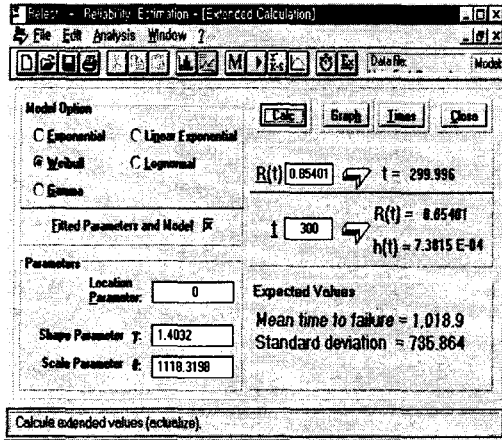 Relest - Reliability Estimation - [Extended Calculation]
File Edit Analysis Window ?
M Data File: Model:
Model Option
Exponential Linear Exponential
Weibull Lognormal
Gamma
Fitted Parameters and Model
Parameters
Location Parameter: 0
Shape Parameter γ: 1.4032
Scale Parameter θ: 1118.3198
Calc Graph Times Close
R(t) 0.85401 t = 299.996
t 300 R(t) = 0.85401
h(t) = 7.3815 E-04
Expected Values
Mean time to failure = 1,018.9
Standard deviation = 735.864
Calcule extended values (actualize).